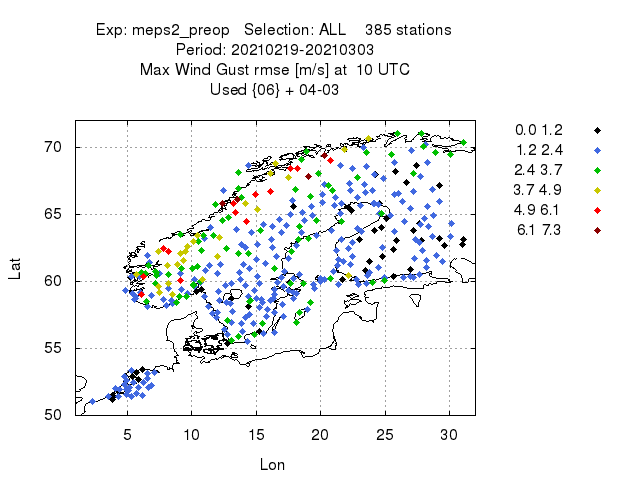 Exp: meps2_preop   Selection: ALL    385 stations
Period: 20210219-20210303
Max Wind Gust rmse [m/s] at  10 UTC
Used {06} + 04-03
0.0 1.2
1.2 2.4
2.4 3.7
3.7 4.9
4.9 6.1
6.1 7.3
70
65
60
55
50
Lat
5 10 15 20 25 30
Lon